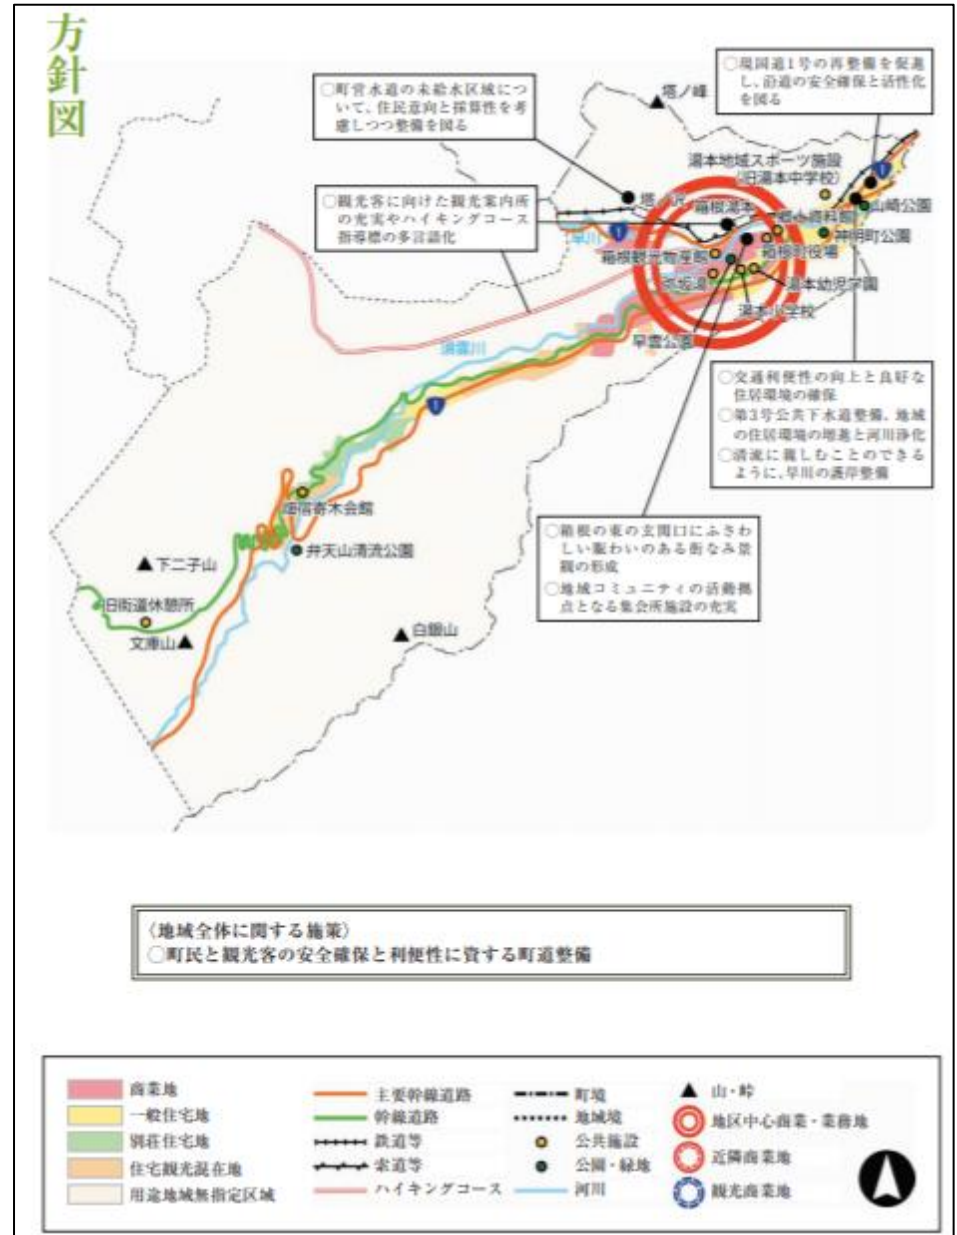 方針図
○町営水道の未給水区域につ
いて、住民意向と採算性を考
慮しつつ整備を図る
○現国道1号の再整備を促進
し、沿道の安全確保と活性化
を図る
塔ノ峰
湯本地域スポーツ施設
(旧湯本中学校)
1
○観光客に向けた観光案内所
の充実やハイキングコース
指導標の多言語化
塔ノ沢
箱根湯本
郷土資料館
山崎公園
早川
1
神明町公園
箱根観光物産館
箱根町役場
弥坂湯
湯本幼児学園
湯本小学校
早雲公園
須雲川
○交通利便性の向上と良好な
住居環境の確保
○第3号公共下水道整備、地域
の住居環境の増進と河川浄化
○清流に親しむことのできる
ように、早川の護岸整備
1
畑宿寄木会館
○箱根の東の玄関口にふさわ
しい賑わいのある街なみ景
観の形成
○地域コミュニティの活動拠
点となる集会所施設の充実
弁天山清流公園
下二子山
旧街道休憩所
文庫山
白銀山
〈地域全体に関する施策〉
○町民と観光客の安全確保と利便性に資する町道整備
商業地
一般住宅地
別荘住宅地
住宅観光混在地
用途地域無指定区域
主要幹線道路
幹線道路
鉄道等
索道等
ハイキングコース
町境
地域境
公共施設
公園・緑地
河川
山・峠
地区中心商業・業務地
近隣商業地
観光商業地